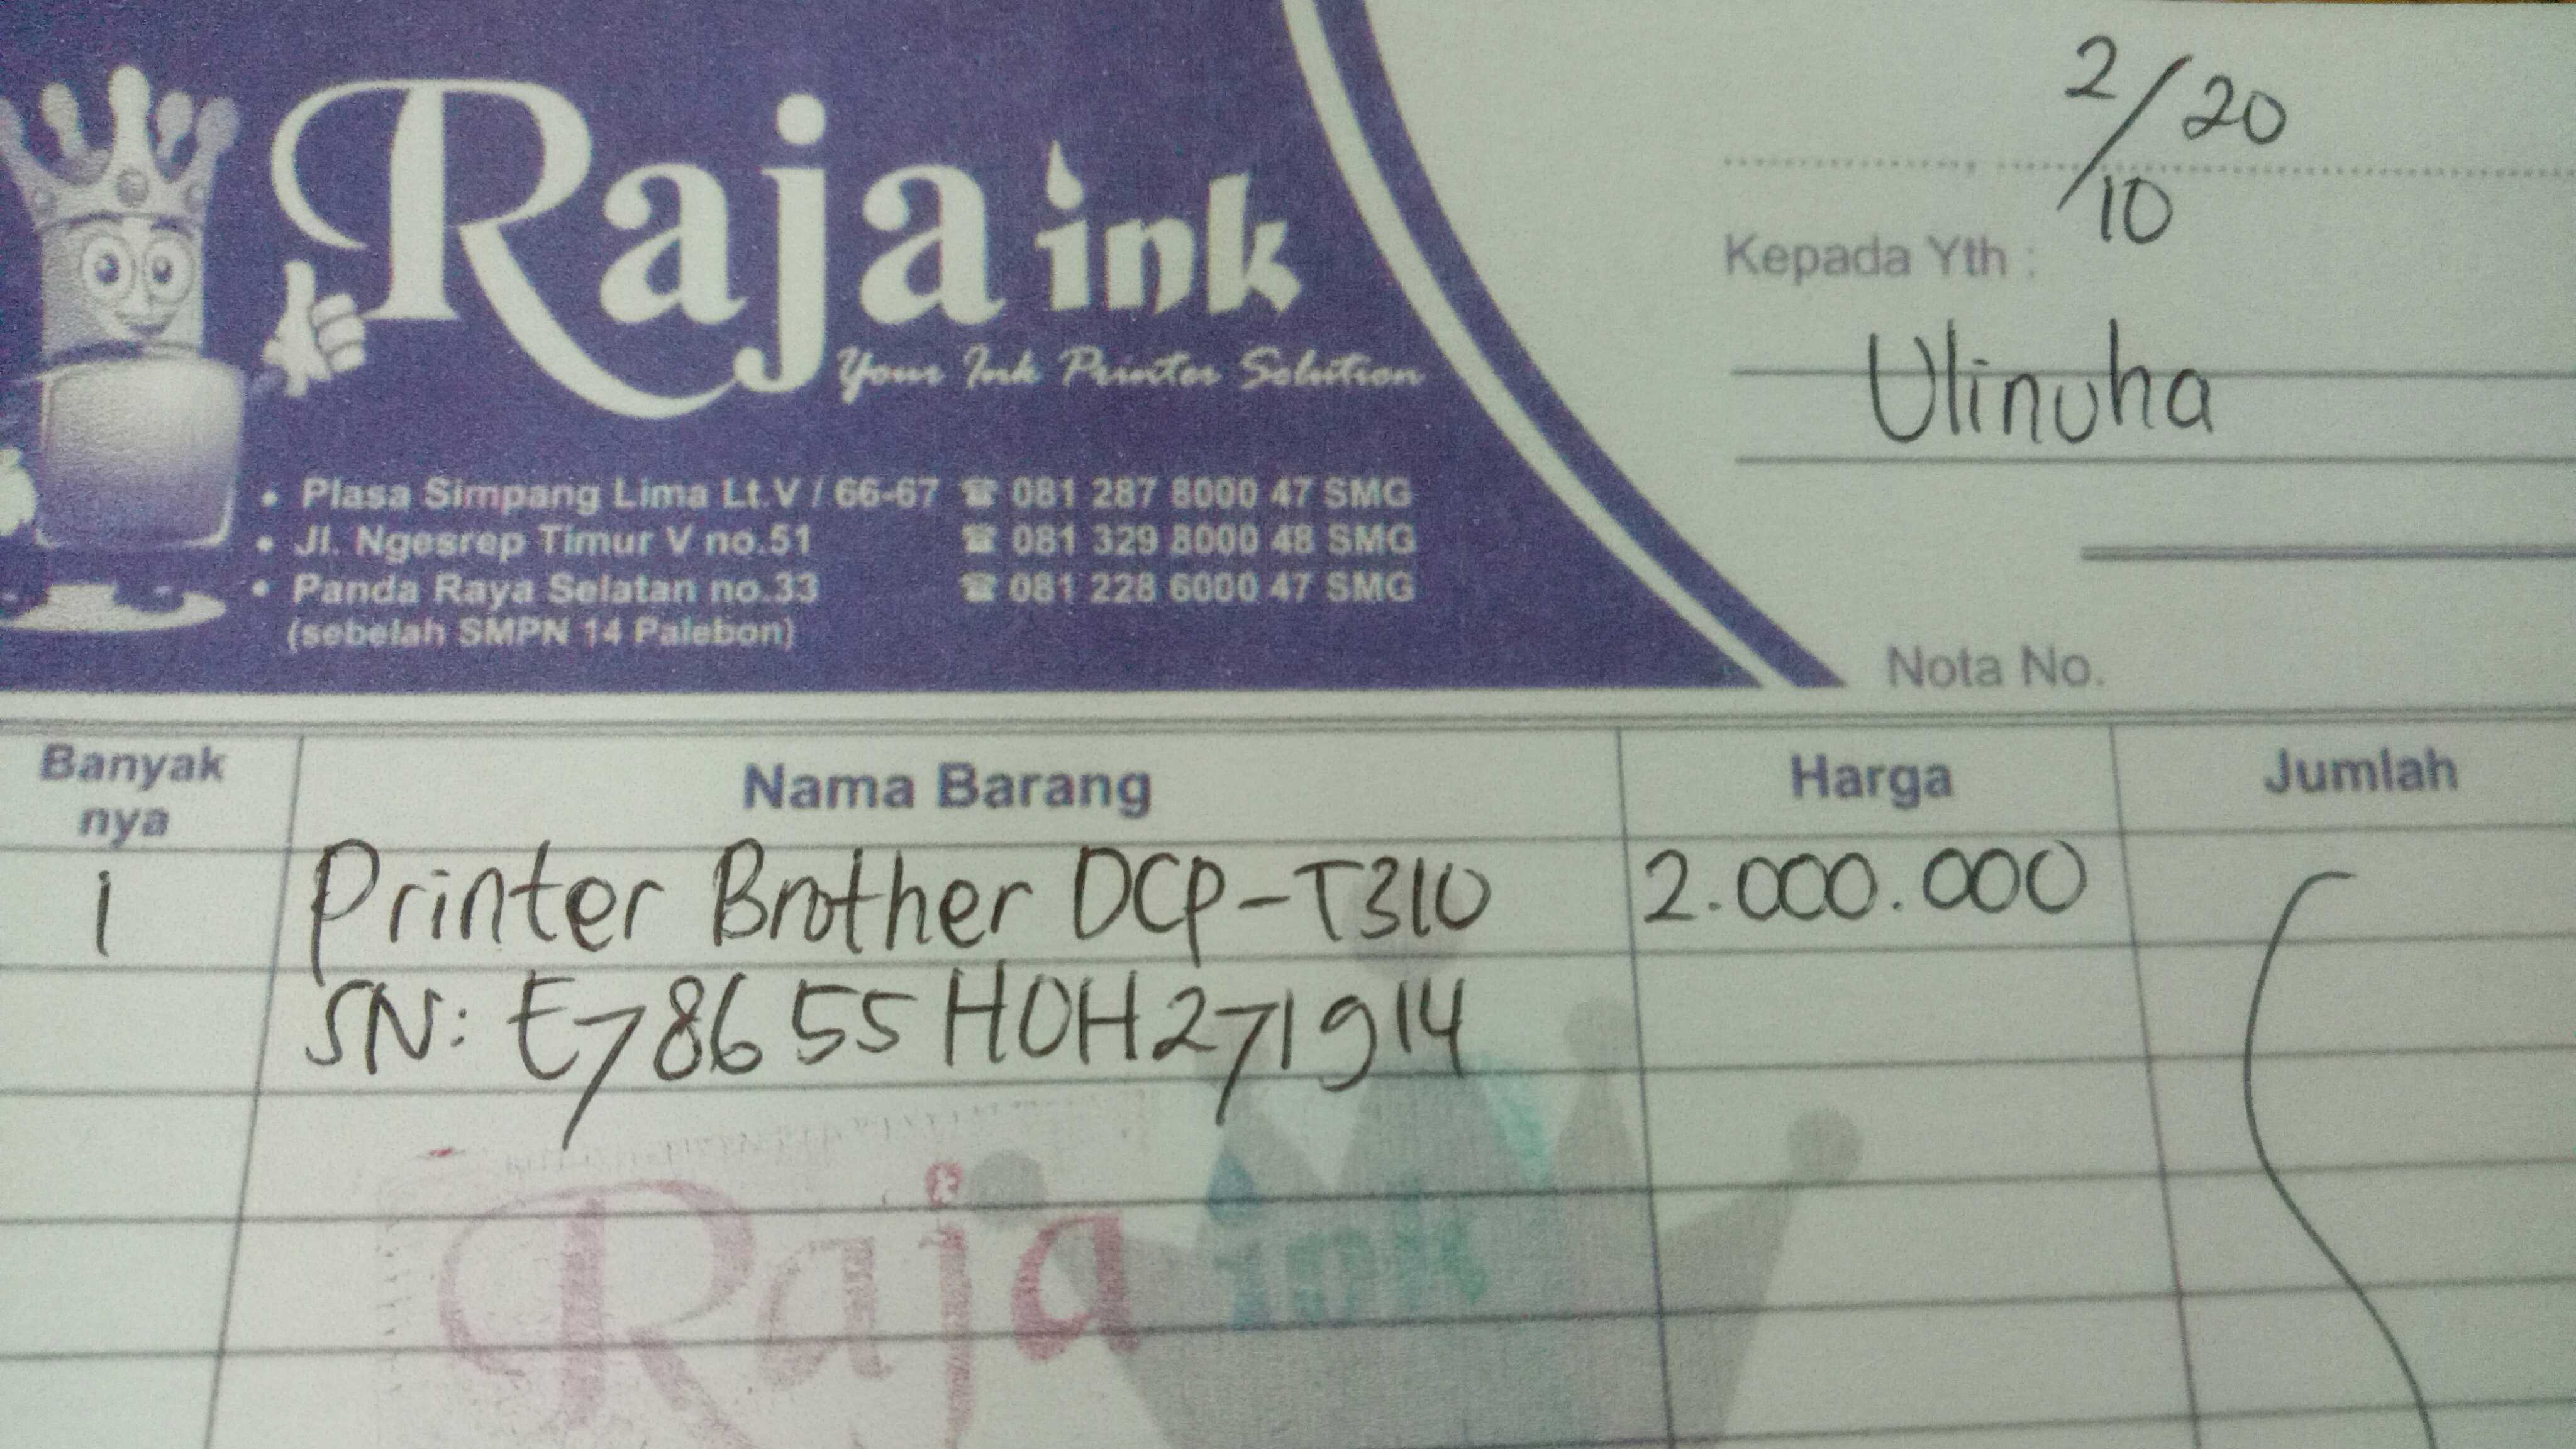 Raja ink
Your Ink Printer Solution
• Plasa Simpang Lima Lt.V / 66-67 ☎ 081 287 8000 47 SMG
• Jl. Ngesrep Timur V no.51 ☎ 081 329 8000 48 SMG
• Panda Raya Selatan no.33 ☎ 081 228 6000 47 SMG
(sebelah SMPN 14 Palebon)
2/10 20
Kepada Yth :
Ulinuha
Nota No.
Banyak nya Nama Barang Harga Jumlah
1 Printer Brother DCP-T310 2.000.000
SN: E78655H0H271914
Raja ink